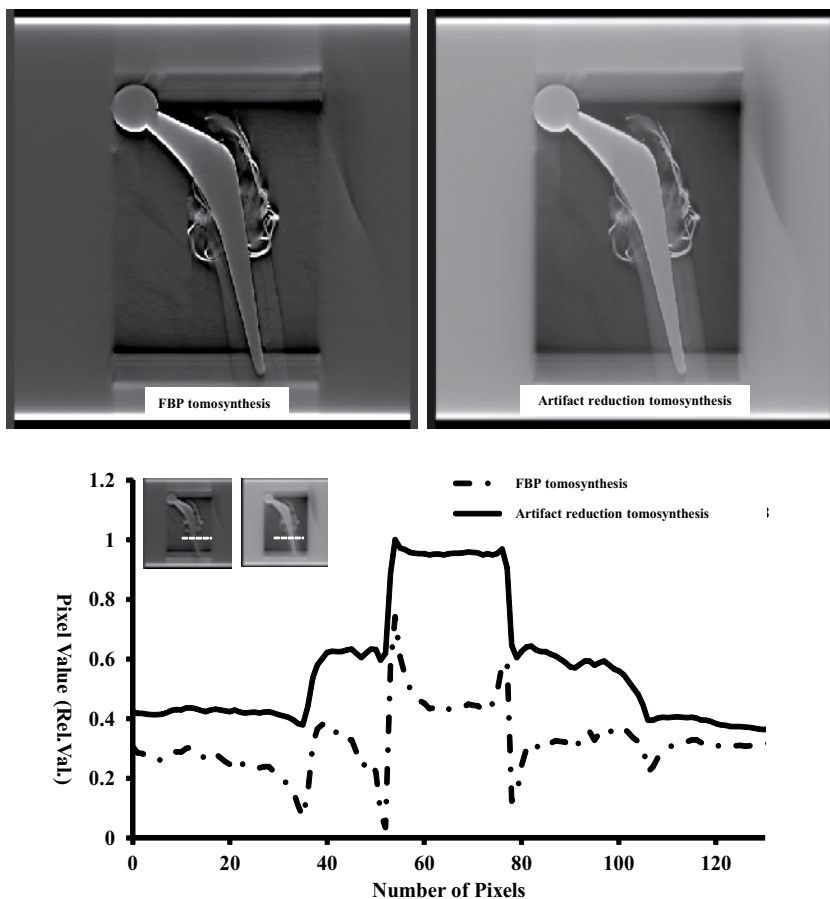 FBP tomosynthesis
Artifact reduction tomosynthesis
1.2
FBP tomosynthesis
Artifact reduction tomosynthesis
1
0.8
0.6
0.4
0.2
0
Pixel Value (Rel.Val.)
0 20 40 60 80 100 120
Number of Pixels